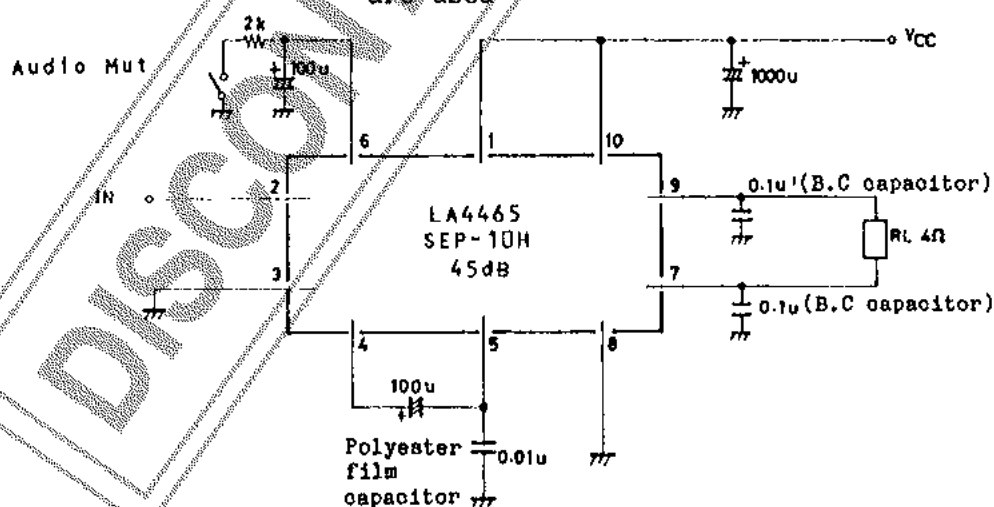 2k
Audio Mut
100u
VCC
1000u
6
1
10
2
9
IN
0.1u (B.C capacitor)
LA4465
SEP-10H
45dB
RL 4Ω
3
7
0.1u (B.C capacitor)
4
5
8
100u
Polyester
film
capacitor
0.01u
DISCON